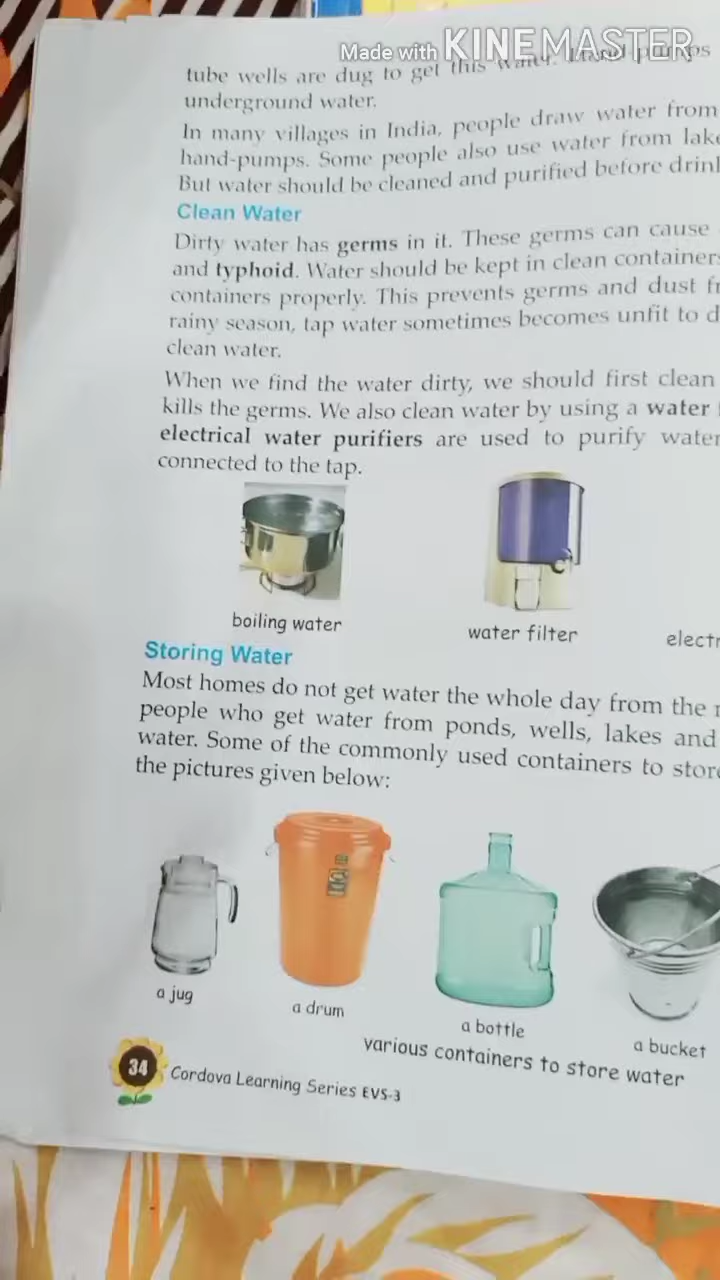 Made with KINEMASTER
tube wells are dug to get this water. Hand pumps
underground water.
In many villages in India, people draw water from
hand-pumps. Some people also use water from lake
But water should be cleaned and purified before drin
Clean Water
Dirty water has germs in it. These germs can cause
and typhoid. Water should be kept in clean container
containers properly. This prevents germs and dust fr
rainy season, tap water sometimes becomes unfit to d
clean water.
When we find the water dirty, we should first clean
kills the germs. We also clean water by using a water
electrical water purifiers are used to purify water
connected to the tap.
boiling water
water filter
electr
Storing Water
Most homes do not get water the whole day from the
people who get water from ponds, wells, lakes and
water. Some of the commonly used containers to store
the pictures given below:
a jug
a drum
a bottle
a bucket
various containers to store water
34 Cordova Learning Series EVS-3